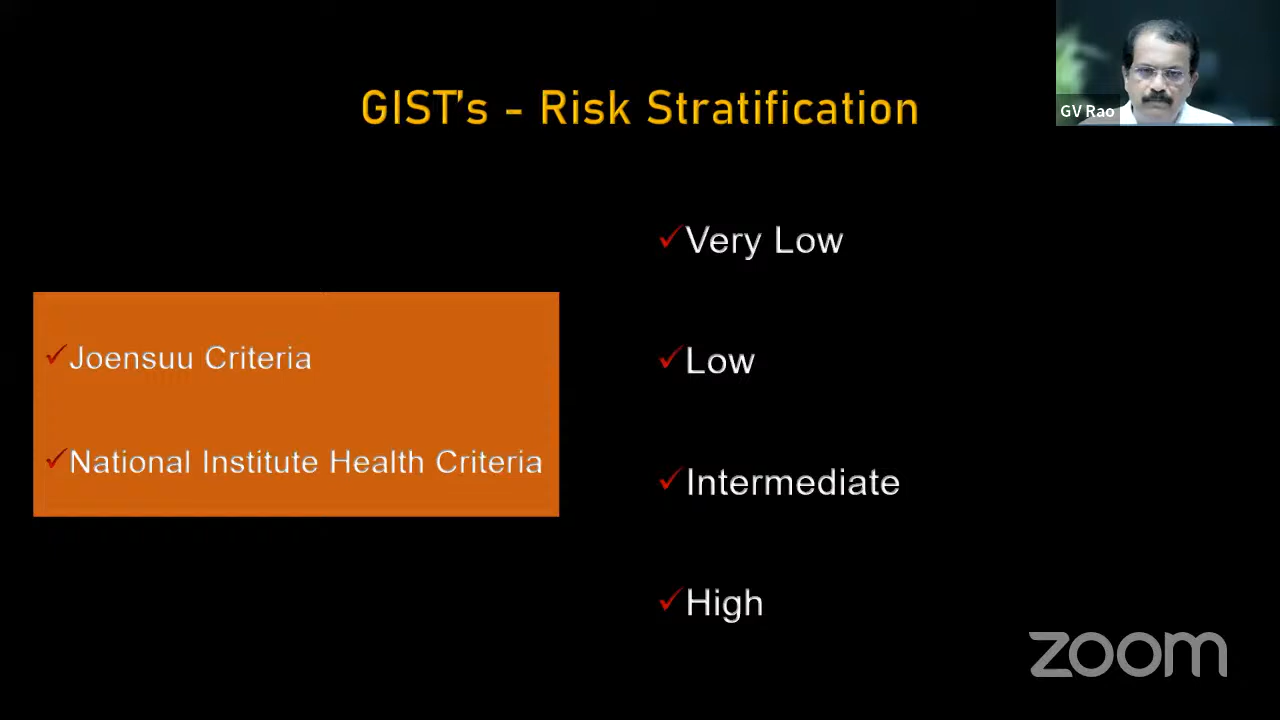 GIST's - Risk Stratification
GV Rao
✓Joensuu Criteria
✓National Institute Health Criteria
✓Very Low
✓Low
✓Intermediate
✓High
zoom